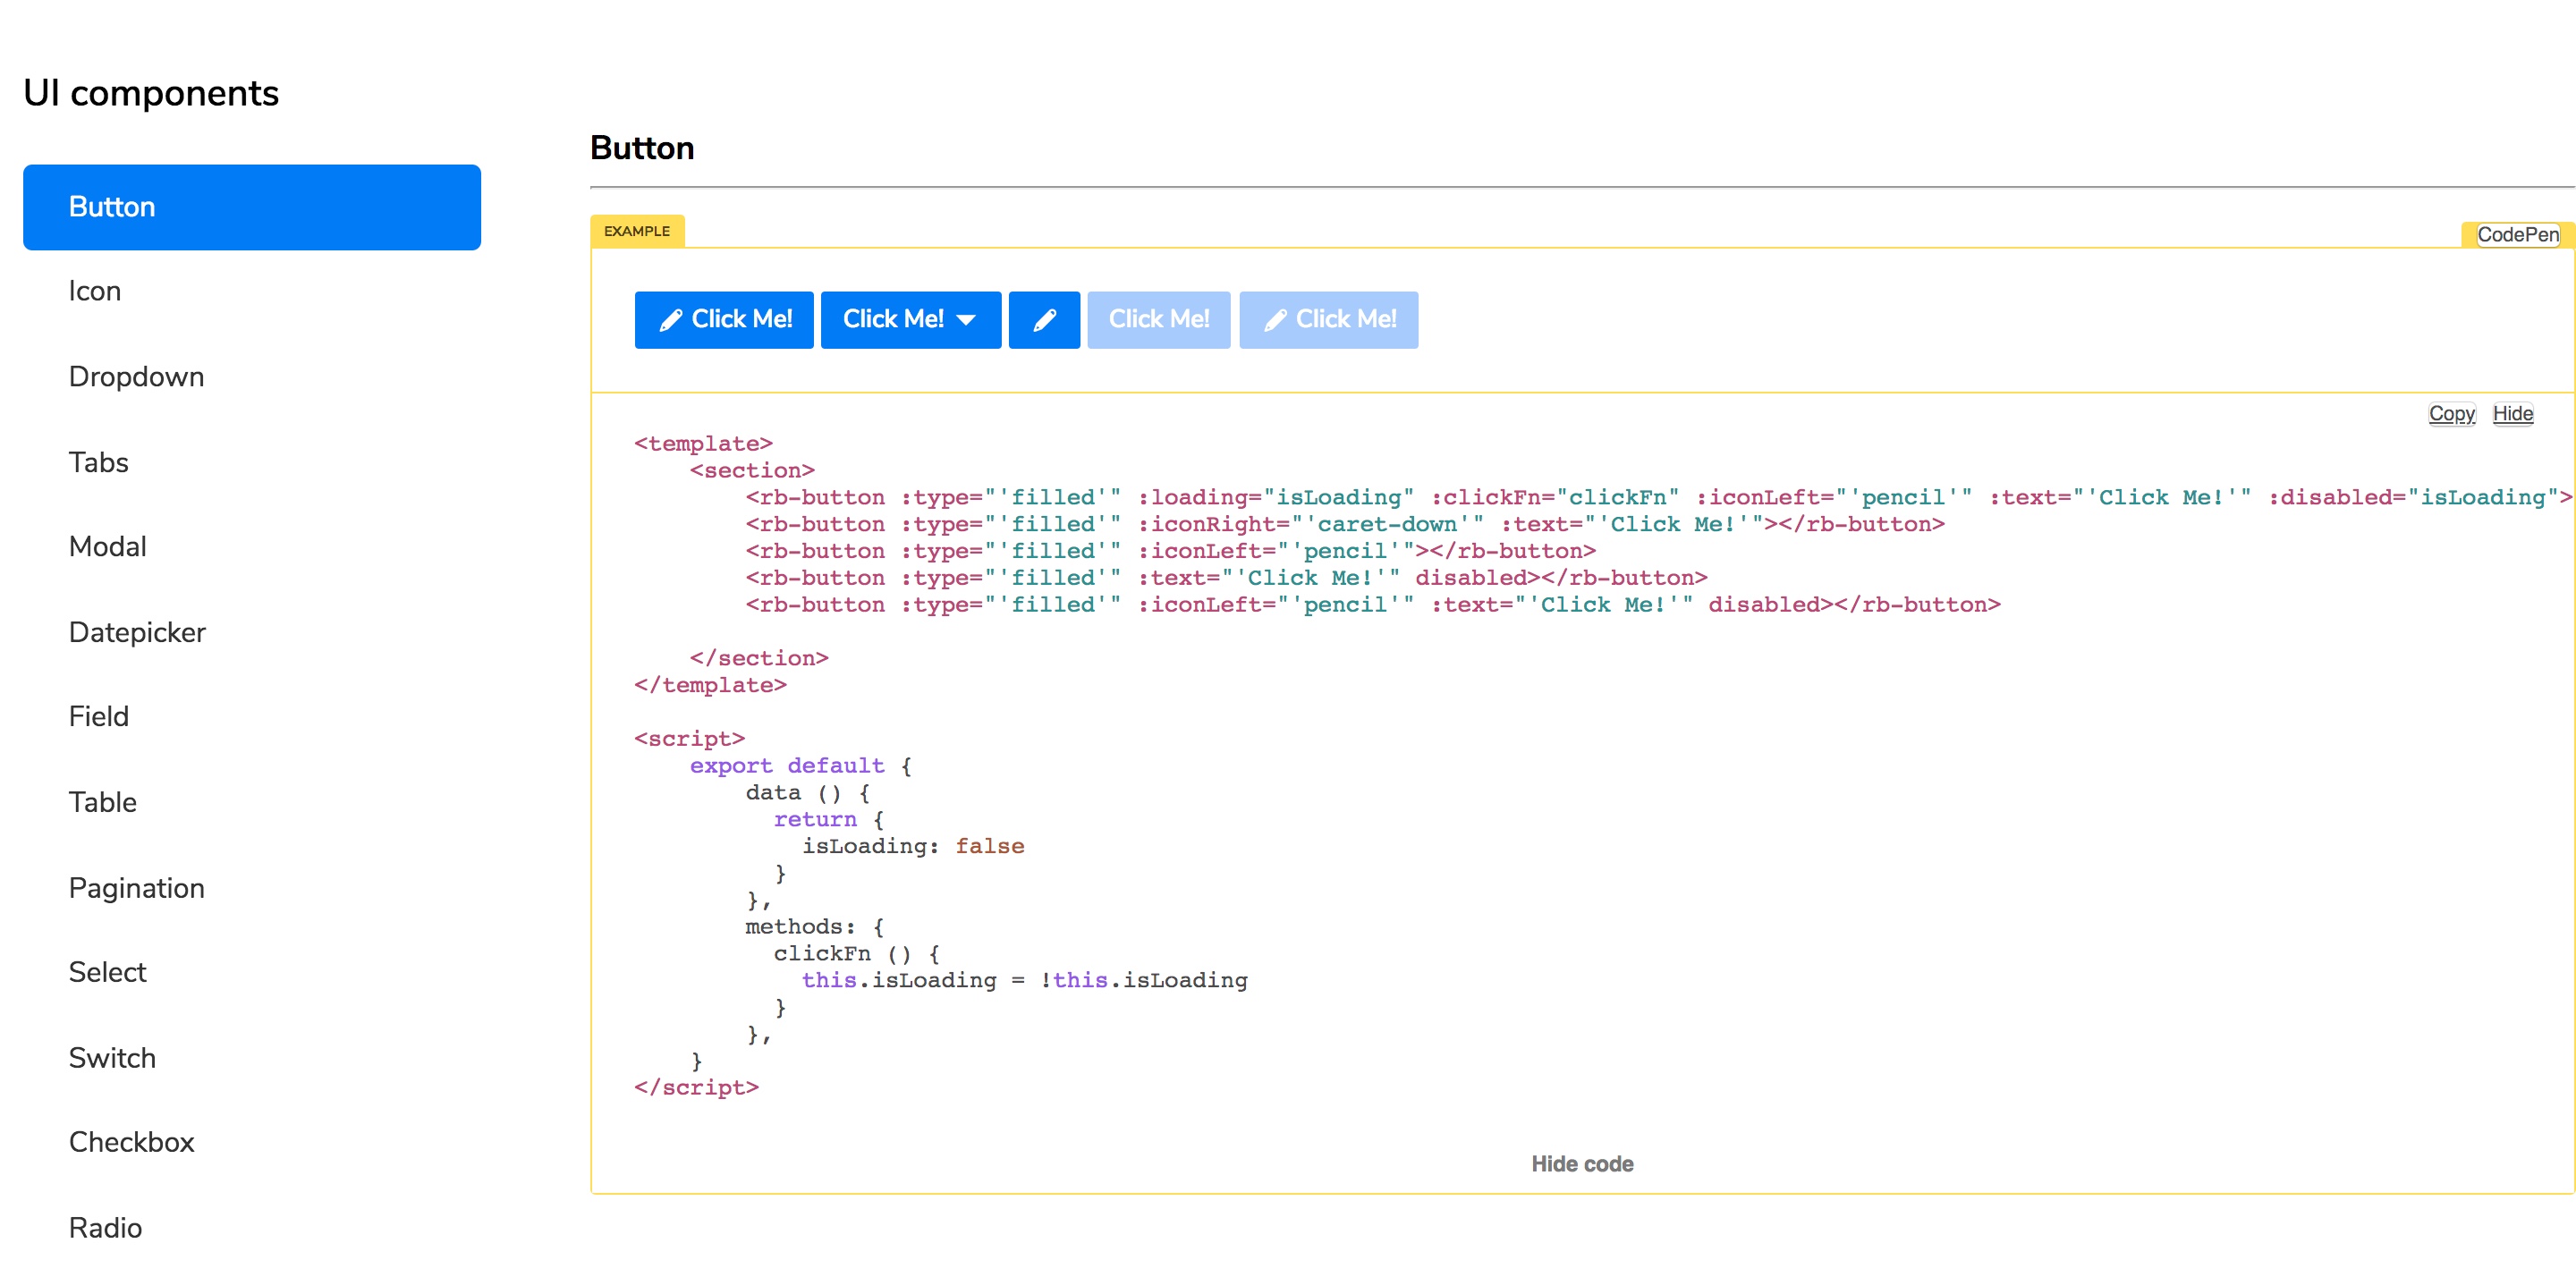 UI components
Button
Icon
Dropdown
Tabs
Modal
Datepicker
Field
Table
Pagination
Select
Switch
Checkbox
Radio
Button
EXAMPLE
CodePen
Click Me!
Click Me!
Click Me!
Click Me!
Copy Hide
<template>
    <section>
        <rb-button :type="'filled'" :loading="isLoading" :clickFn="clickFn" :iconLeft="'pencil'" :text="'Click Me!'" :disabled="isLoading">
        <rb-button :type="'filled'" :iconRight="'caret-down'" :text="'Click Me!'"></rb-button>
        <rb-button :type="'filled'" :iconLeft="'pencil'"></rb-button>
        <rb-button :type="'filled'" :text="'Click Me!'" disabled></rb-button>
        <rb-button :type="'filled'" :iconLeft="'pencil'" :text="'Click Me!'" disabled></rb-button>
    </section>
</template>
<script>
    export default {
        data () {
          return {
            isLoading: false
          }
        },
        methods: {
          clickFn () {
            this.isLoading = !this.isLoading
          }
        },
    }
</script>
Hide code